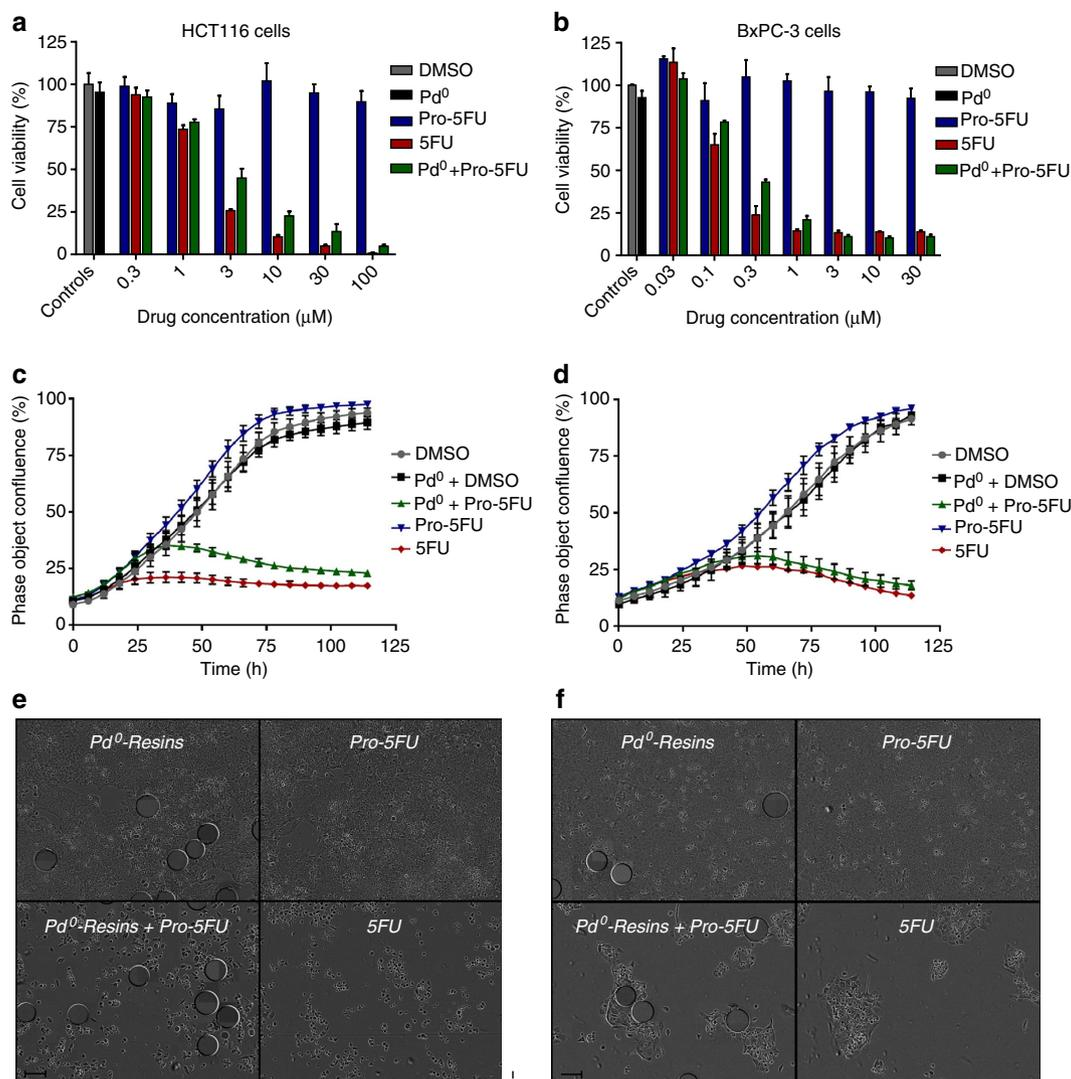 a
HCT116 cells
125
100
75
50
25
0
Cell viability (%)
Controls
0.3
1
3
10
30
100
Drug concentration (μM)
DMSO
Pd⁰
Pro-5FU
5FU
Pd⁰+Pro-5FU
b
BxPC-3 cells
125
100
75
50
25
0
Cell viability (%)
Controls
0.03
0.1
0.3
1
3
10
30
Drug concentration (μM)
DMSO
Pd⁰
Pro-5FU
5FU
Pd⁰+Pro-5FU
c
100
75
50
25
0
Phase object confluence (%)
0
25
50
75
100
125
Time (h)
DMSO
Pd⁰ + DMSO
Pd⁰ + Pro-5FU
Pro-5FU
5FU
d
100
75
50
25
0
Phase object confluence (%)
0
25
50
75
100
125
Time (h)
DMSO
Pd⁰ + DMSO
Pd⁰ + Pro-5FU
Pro-5FU
5FU
e
Pd⁰-Resins
Pro-5FU
Pd⁰-Resins + Pro-5FU
5FU
f
Pd⁰-Resins
Pro-5FU
Pd⁰-Resins + Pro-5FU
5FU